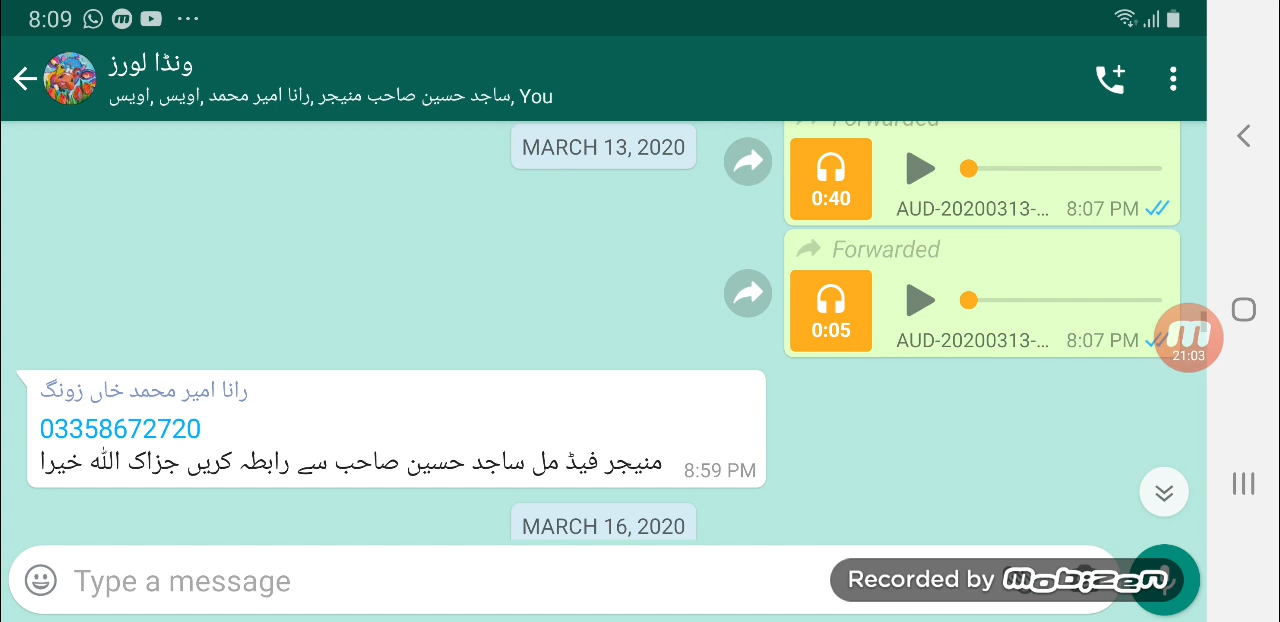 8:09
ونڈا لورز
ساجد حسین صاحب منیجر, رانا امیر محمد, اویس, اویس, You
MARCH 13, 2020
Forwarded
0:40
AUD-20200313-... 8:07 PM
Forwarded
0:05
AUD-20200313-... 8:07 PM
21:03
رانا امیر محمد خاں زونگ
03358672720
منیجر فیڈ مل ساجد حسین صاحب سے رابطہ کریں جزاک اللہ خیرا
8:59 PM
MARCH 16, 2020
Type a message
Recorded by mobizen